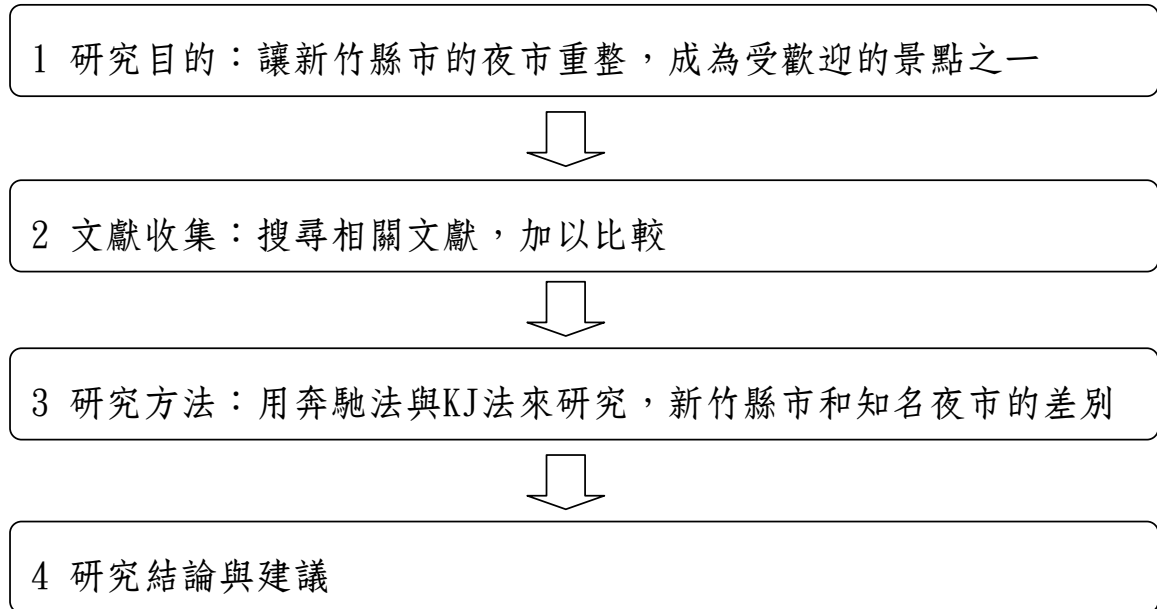 1 研究目的：讓新竹縣市的夜市重整，成為受歡迎的景點之一
2 文獻收集：搜尋相關文獻，加以比較
3 研究方法：用奔馳法與KJ法來研究，新竹縣市和知名夜市的差別
4 研究結論與建議